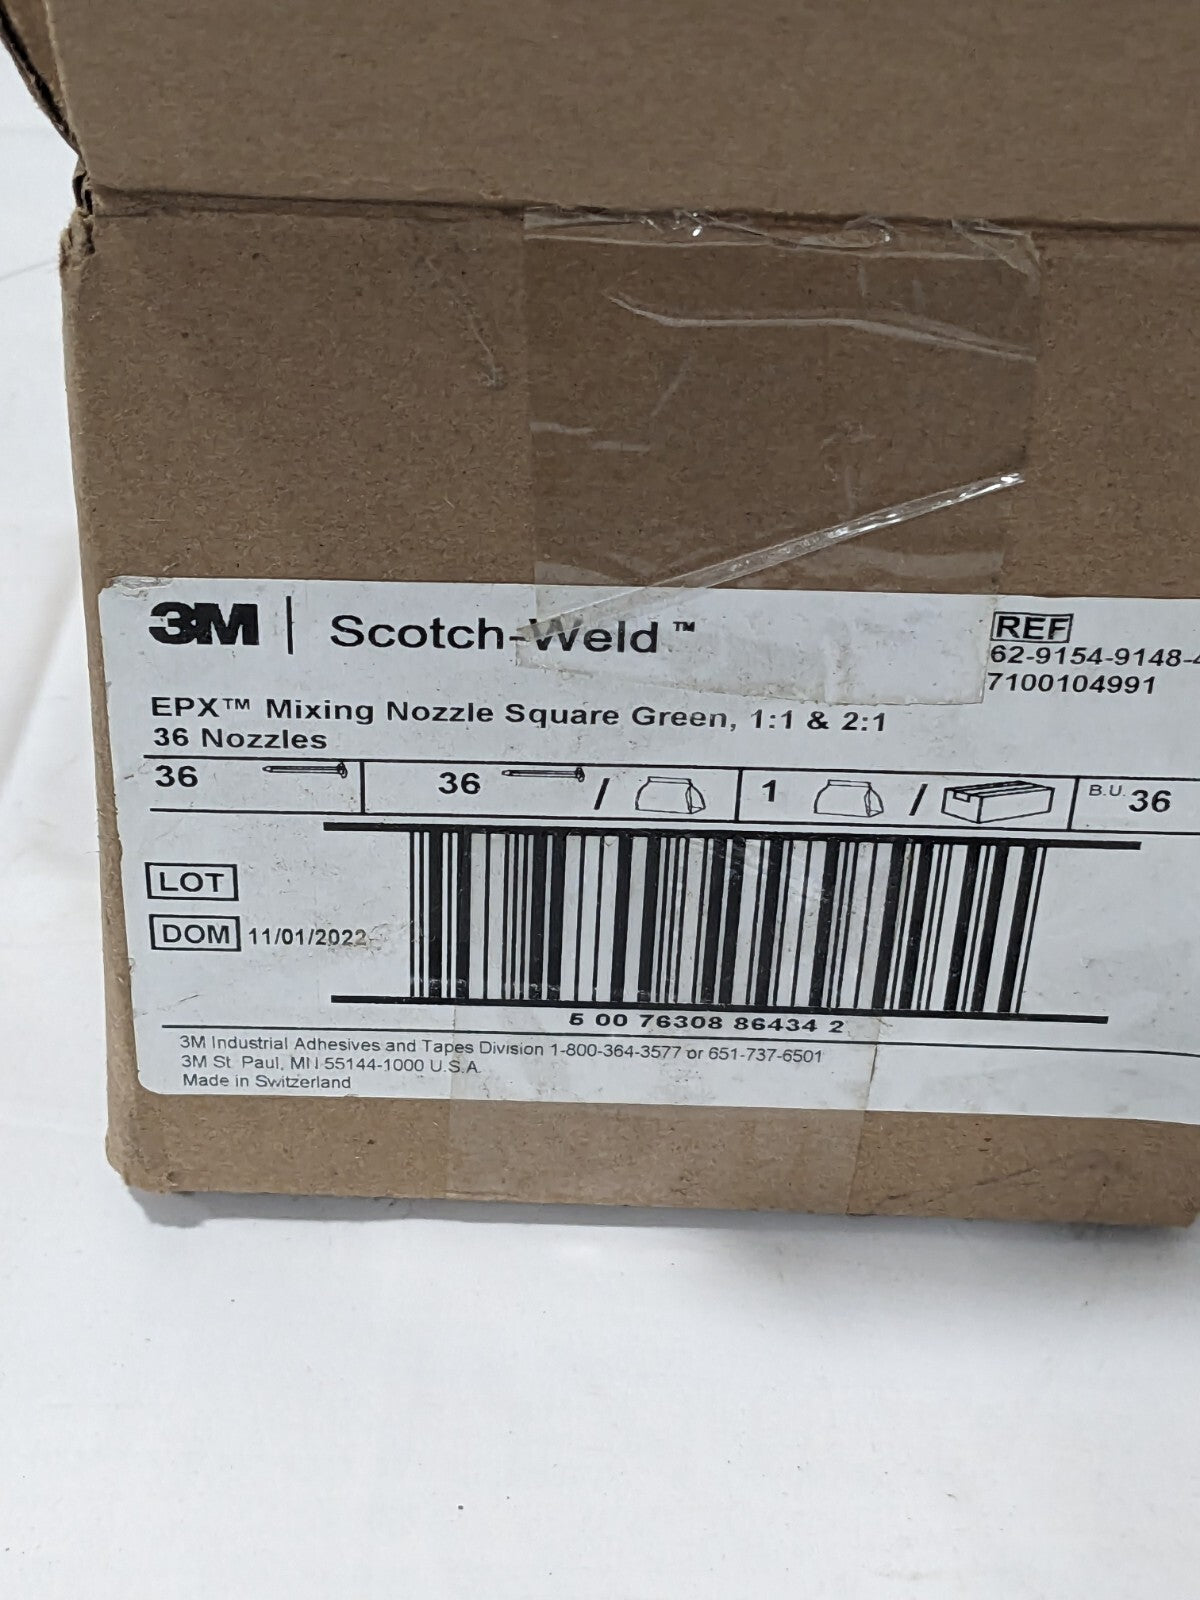 3M | Scotch-Weld™
REF
62-9154-9148-4
7100104991
EPX™ Mixing Nozzle Square Green, 1:1 & 2:1
36 Nozzles
36 36 / 1 / B.U. 36
LOT
DOM 11/01/2022
5 00 76308 86434 2
3M Industrial Adhesives and Tapes Division 1-800-364-3577 or 651-737-6501
3M St. Paul, MN 55144-1000 U.S.A.
Made in Switzerland